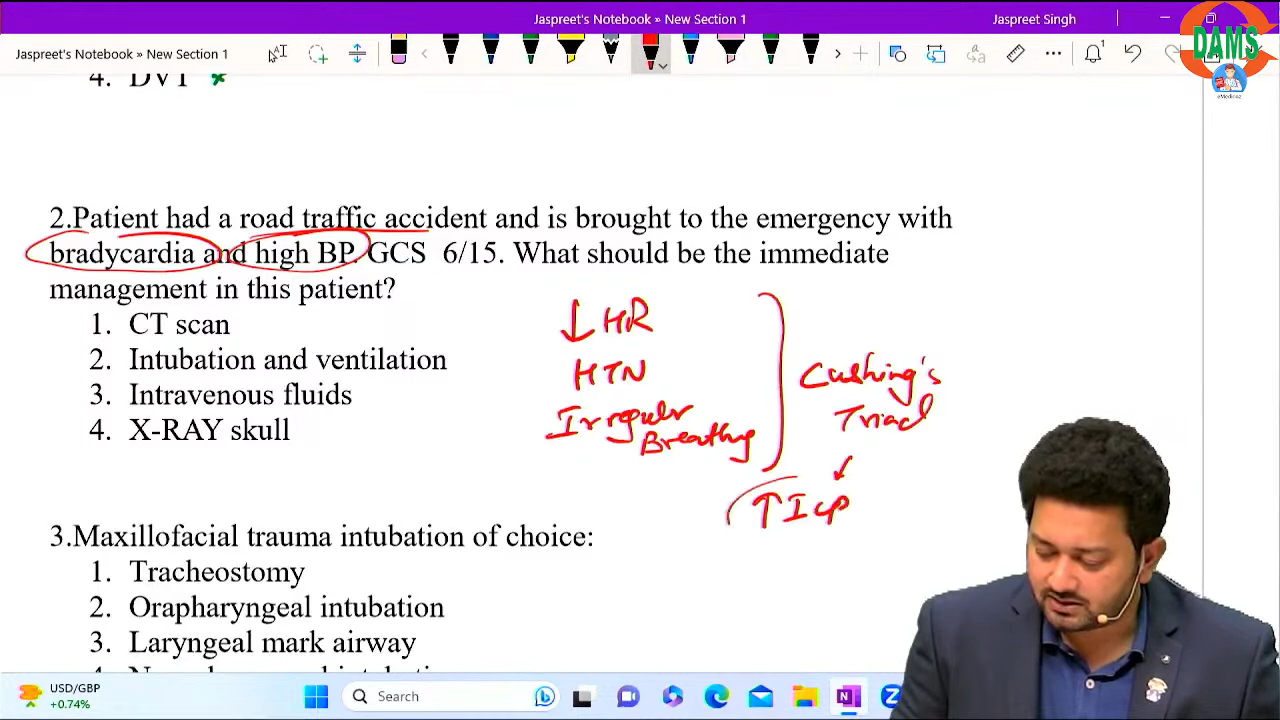 Jaspreet's Notebook » New Section 1
Jaspreet Singh
Jaspreet's Notebook » New Section 1
DAMS
eMedicoz
4. DVT
2.Patient had a road traffic accident and is brought to the emergency with
bradycardia and high BP. GCS 6/15. What should be the immediate
management in this patient?
1. CT scan
2. Intubation and ventilation
3. Intravenous fluids
4. X-RAY skull
↓ HR
HTN
Irregular
Breathing
Cushing's
Triad
↑ ICP
3.Maxillofacial trauma intubation of choice:
1. Tracheostomy
2. Orapharyngeal intubation
3. Laryngeal mark airway
USD/GBP
+0.74%
Search